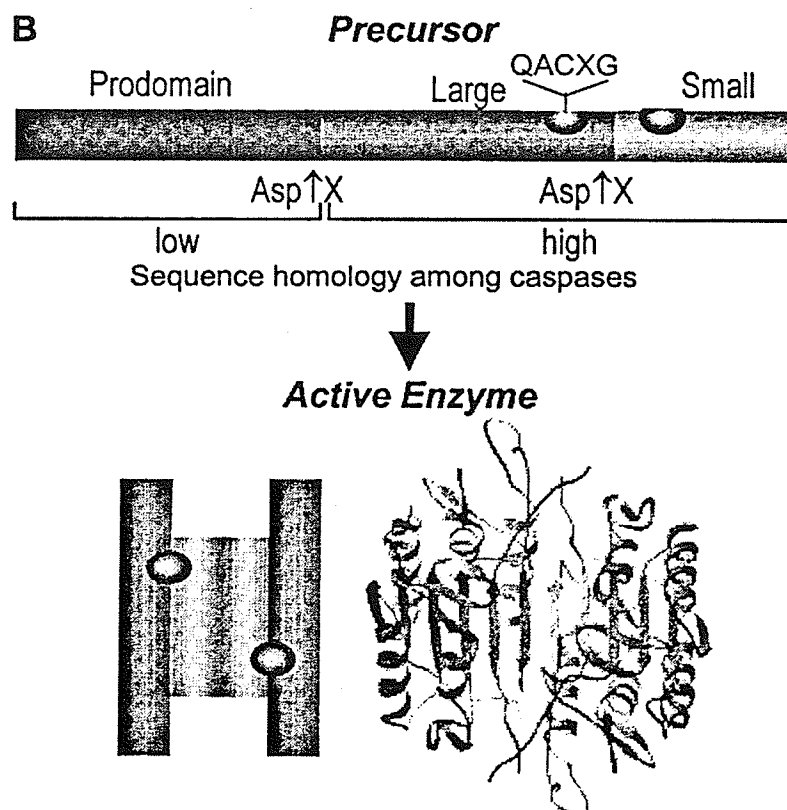 B Precursor
QACXG
Prodomain Large Small
Asp↑X Asp↑X
low high
Sequence homology among caspases
Active Enzyme